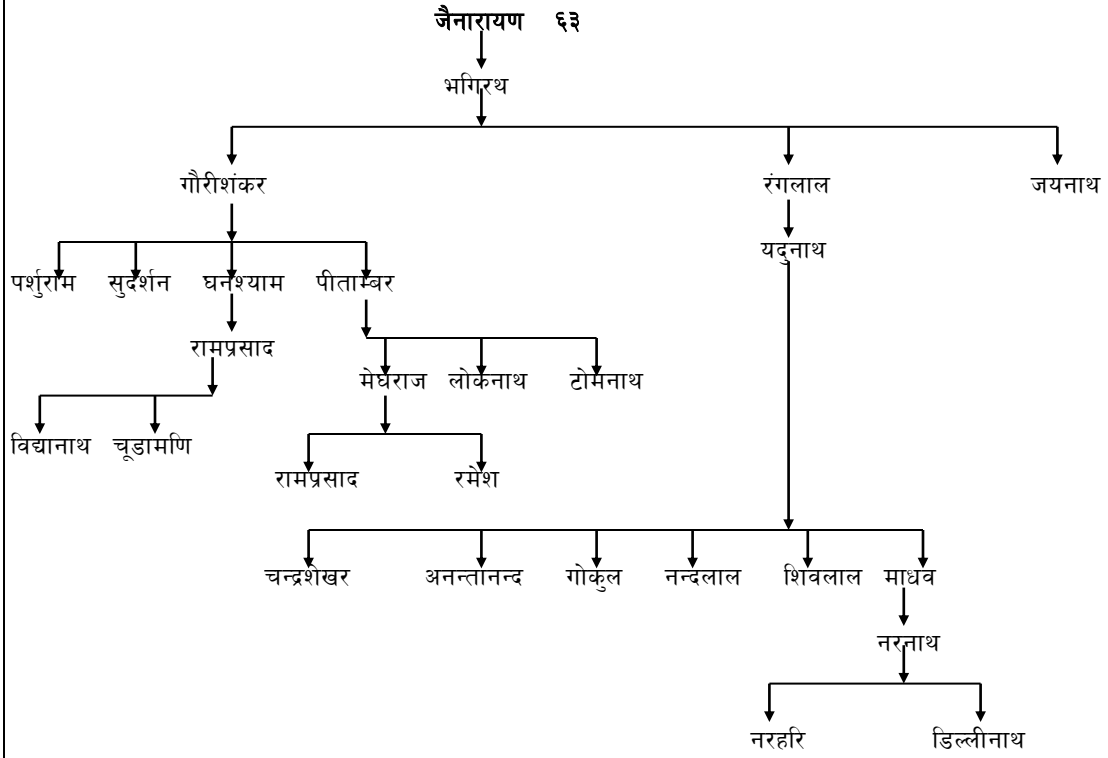 जैनारायण ६३
भगिरथ
गौरीशंकर रंगलाल जयनाथ
यदुनाथ
पर्शुराम सुदर्शन घनश्याम पीताम्बर
रामप्रसाद
मेघराज लोकनाथ टोमनाथ
विद्यानाथ चूडामणि
रामप्रसाद रमेश
चन्द्रशेखर अनन्तानन्द गोकुल नन्दलाल शिवलाल माधव
नरनाथ
नरहरि डिल्लीनाथ